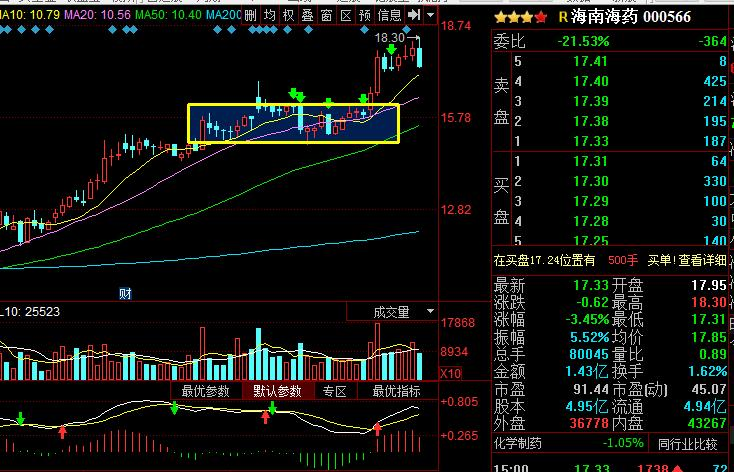 A10: 10.79 MA20: 10.56 MA50: 10.40 MA200 删 均 权 叠 窗 区 预 信息
18.74
18.30
15.78
12.82
财
L10: 25523 成交量
17868
8934
X10
最优参数 默认参数 专区 最优指标
+0.805
+0.265
R 海南海药 000566
委比 -21.53% -364
卖盘
5 17.41 8
4 17.40 425
3 17.39 214
2 17.38 195
1 17.33 187
买盘
1 17.31 64
2 17.30 330
3 17.29 100
4 17.28 30
5 17.25 140
在买盘17.24位置有 500手 买单!查看详细
最新 17.33 开盘 17.95
涨跌 -0.62 最高 18.30
涨幅 -3.45% 最低 17.31
振幅 5.52% 均价 17.85
总手 80045 量比 0.89
金额 1.43亿 换手 1.62%
市盈 91.44 市盈(动) 45.07
股本 4.95亿 流通 4.94亿
外盘 36778 内盘 43267
化学制药 -1.05% 同行业比较
15:00 17.33 1738 72